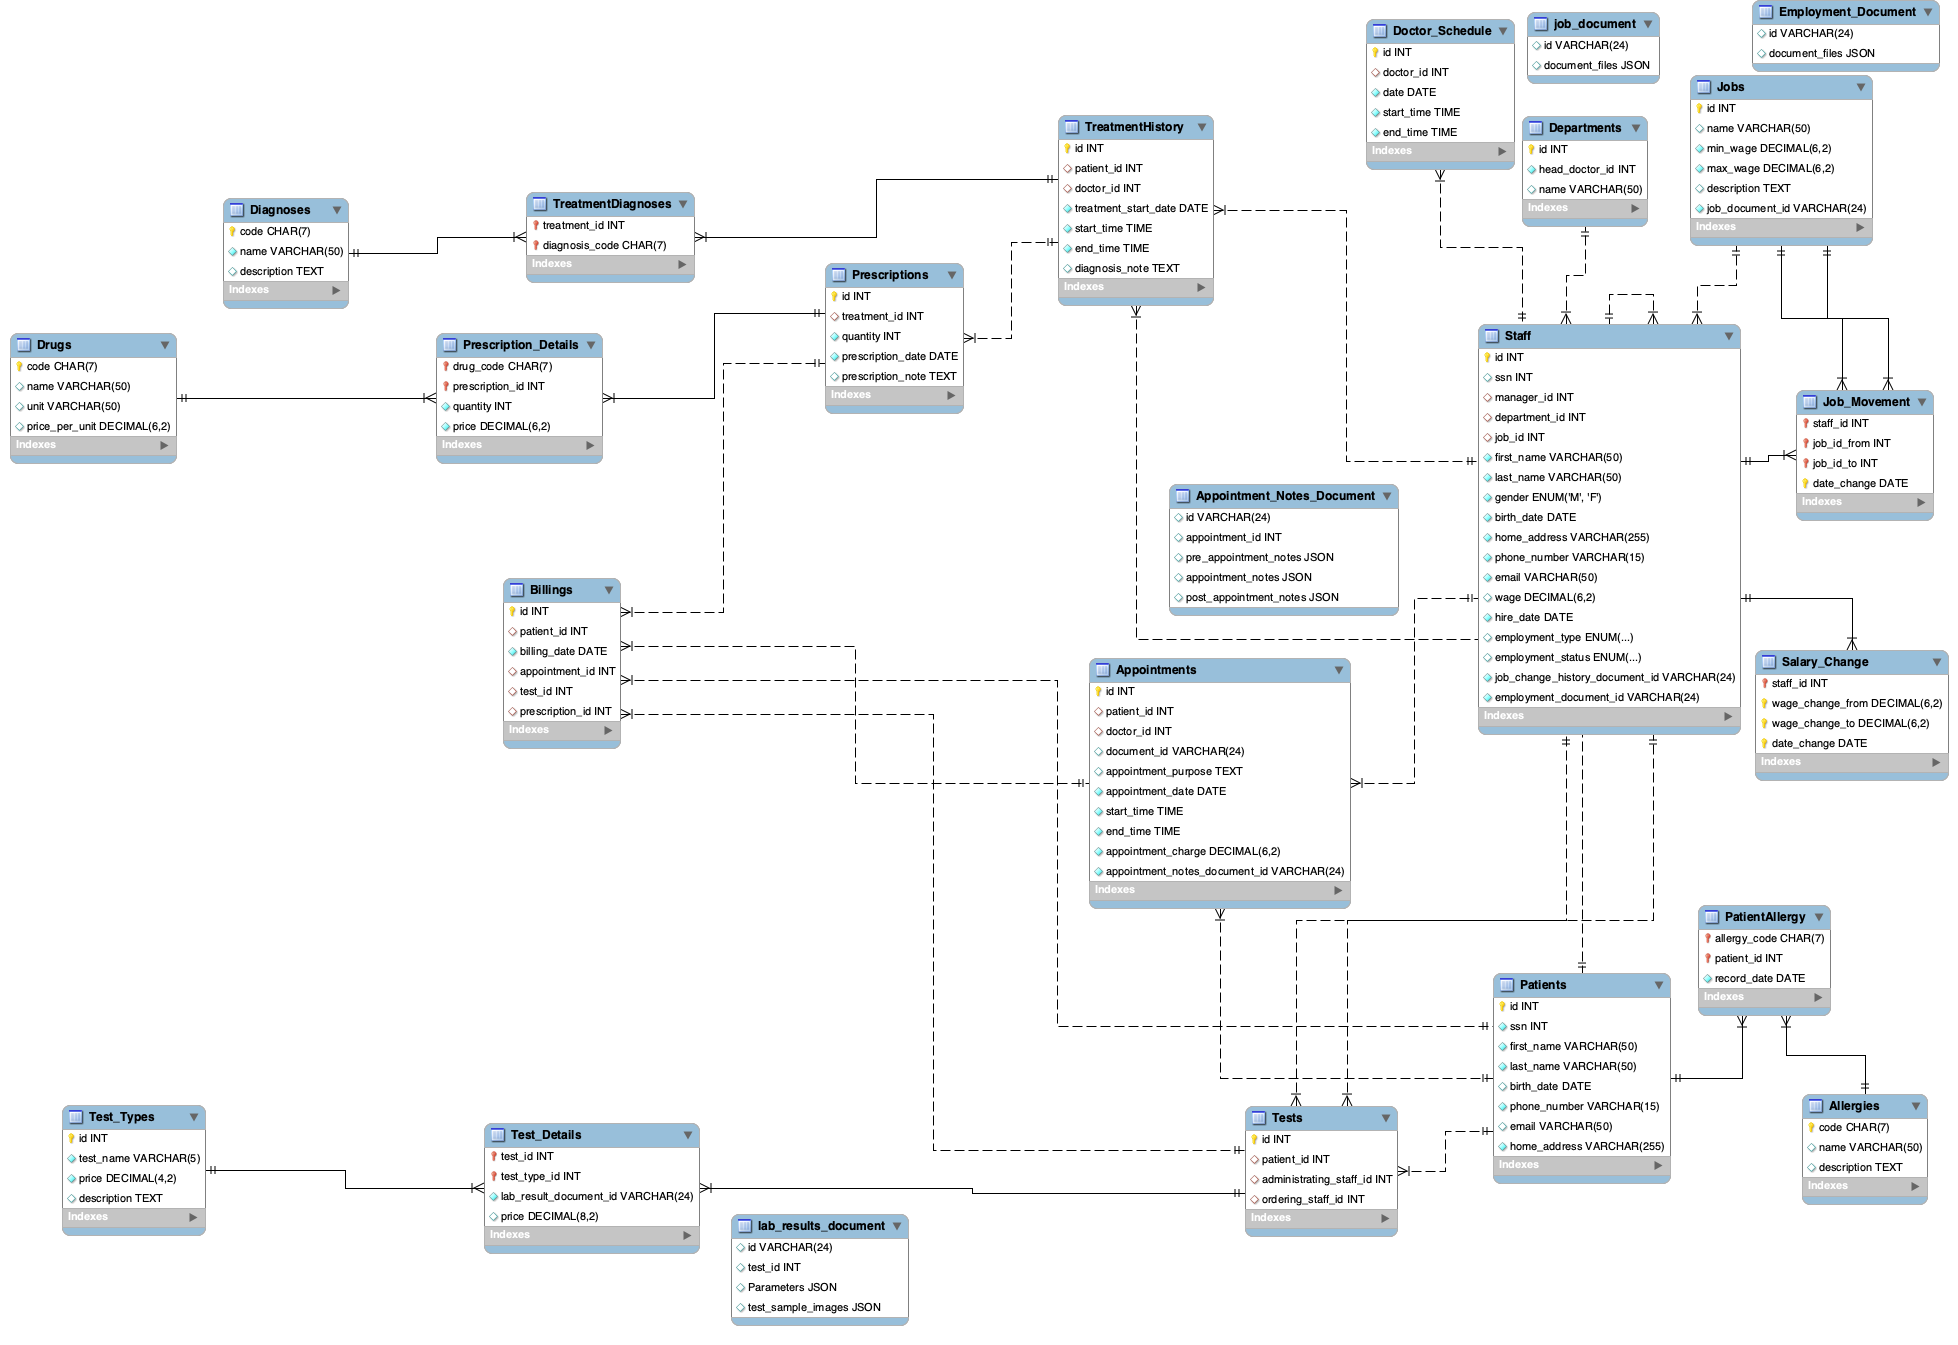 Employment_Document
id VARCHAR(24)
document_files JSON
job_document
id VARCHAR(24)
document_files JSON
Doctor_Schedule
id INT
doctor_id INT
date DATE
start_time TIME
end_time TIME
Indexes
Jobs
id INT
name VARCHAR(50)
min_wage DECIMAL(6,2)
max_wage DECIMAL(6,2)
description TEXT
job_document_id VARCHAR(24)
Indexes
Departments
id INT
head_doctor_id INT
name VARCHAR(50)
Indexes
TreatmentHistory
id INT
patient_id INT
doctor_id INT
treatment_start_date DATE
start_time TIME
end_time TIME
diagnosis_note TEXT
Indexes
TreatmentDiagnoses
treatment_id INT
diagnosis_code CHAR(7)
Indexes
Diagnoses
code CHAR(7)
name VARCHAR(50)
description TEXT
Indexes
Prescriptions
id INT
treatment_id INT
quantity INT
prescription_date DATE
prescription_note TEXT
Indexes
Drugs
code CHAR(7)
name VARCHAR(50)
unit VARCHAR(50)
price_per_unit DECIMAL(6,2)
Indexes
Prescription_Details
drug_code CHAR(7)
prescription_id INT
quantity INT
price DECIMAL(6,2)
Indexes
Staff
id INT
ssn INT
manager_id INT
department_id INT
job_id INT
first_name VARCHAR(50)
last_name VARCHAR(50)
gender ENUM('M', 'F')
birth_date DATE
home_address VARCHAR(255)
phone_number VARCHAR(15)
email VARCHAR(50)
wage DECIMAL(6,2)
hire_date DATE
employment_type ENUM(...)
employment_status ENUM(...)
job_change_history_document_id VARCHAR(24)
employment_document_id VARCHAR(24)
Indexes
Job_Movement
staff_id INT
job_id_from INT
job_id_to INT
date_change DATE
Indexes
Appointment_Notes_Document
id VARCHAR(24)
appointment_id INT
pre_appointment_notes JSON
appointment_notes JSON
post_appointment_notes JSON
Billings
id INT
patient_id INT
billing_date DATE
appointment_id INT
test_id INT
prescription_id INT
Indexes
Appointments
id INT
patient_id INT
doctor_id INT
document_id VARCHAR(24)
appointment_purpose TEXT
appointment_date DATE
start_time TIME
end_time TIME
appointment_charge DECIMAL(6,2)
appointment_notes_document_id VARCHAR(24)
Indexes
Salary_Change
staff_id INT
wage_change_from DECIMAL(6,2)
wage_change_to DECIMAL(6,2)
date_change DATE
Indexes
PatientAllergy
allergy_code CHAR(7)
patient_id INT
record_date DATE
Indexes
Patients
id INT
ssn INT
first_name VARCHAR(50)
last_name VARCHAR(50)
birth_date DATE
phone_number VARCHAR(15)
email VARCHAR(50)
home_address VARCHAR(255)
Indexes
Allergies
code CHAR(7)
name VARCHAR(50)
description TEXT
Indexes
Tests
id INT
patient_id INT
administrating_staff_id INT
ordering_staff_id INT
Indexes
Test_Types
id INT
test_name VARCHAR(5)
price DECIMAL(4,2)
description TEXT
Indexes
Test_Details
test_id INT
test_type_id INT
lab_result_document_id VARCHAR(24)
price DECIMAL(8,2)
Indexes
lab_results_document
id VARCHAR(24)
test_id INT
Parameters JSON
test_sample_images JSON